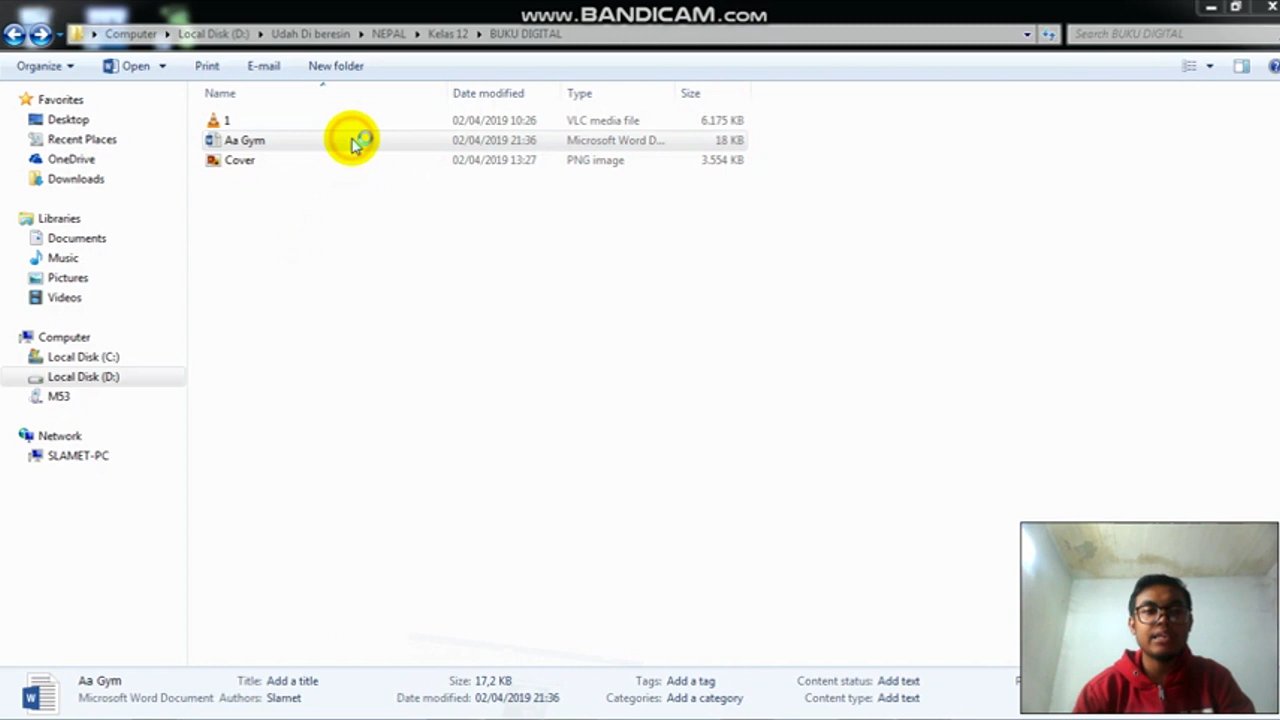 www.BANDICAM.com
Computer Local Disk (D:) Udah Di beresin NEPAL Kelas 12 BUKU DIGITAL Search BUKU DIGITAL
Organize Open Print E-mail New folder
Name Date modified Type Size
1 02/04/2019 10:26 VLC media file 6.175 KB
Aa Gym 02/04/2019 21:36 Microsoft Word D... 18 KB
Cover 02/04/2019 13:27 PNG image 3.554 KB
Favorites
Desktop
Recent Places
OneDrive
Downloads
Libraries
Documents
Music
Pictures
Videos
Computer
Local Disk (C:)
Local Disk (D:)
M53
Network
SLAMET-PC
Aa Gym Title: Add a title Size: 17,2 KB Tags: Add a tag Content status: Add text
Microsoft Word Document Authors: Slamet Date modified: 02/04/2019 21:36 Categories: Add a category Content type: Add text